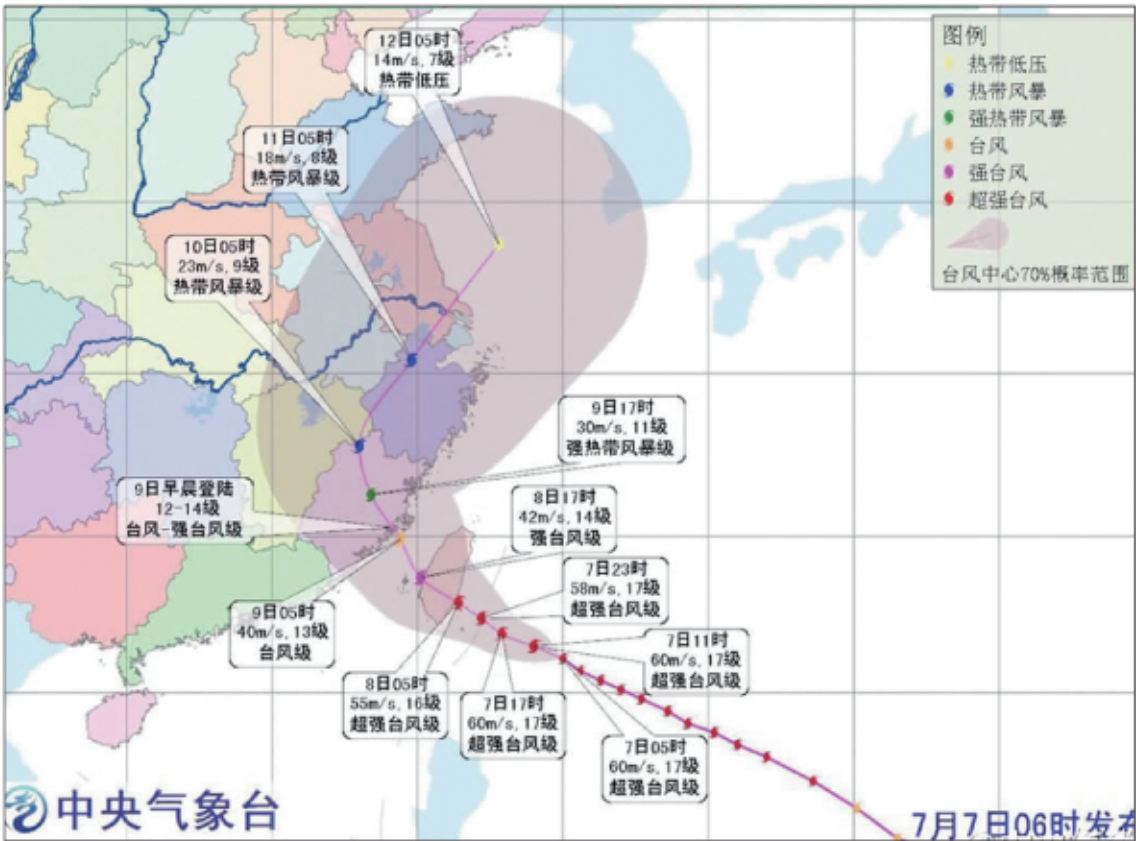 12日05时
14m/s,7级
热带低压
11日05时
18m/s,8级
热带风暴级
10日05时
23m/s,9级
热带风暴级
图例
热带低压
热带风暴
强热带风暴
台风
强台风
超强台风
台风中心70%概率范围
9日17时
30m/s,11级
强热带风暴级
9日早晨登陆
12-14级
台风-强台风级
8日17时
42m/s,14级
强台风级
7日23时
58m/s,17级
超强台风级
9日05时
40m/s,13级
台风级
7日11时
60m/s,17级
超强台风级
8日05时
55m/s,16级
超强台风级
7日17时
60m/s,17级
超强台风级
7日05时
60m/s,17级
超强台风级
中央气象台
7月7日06时发布